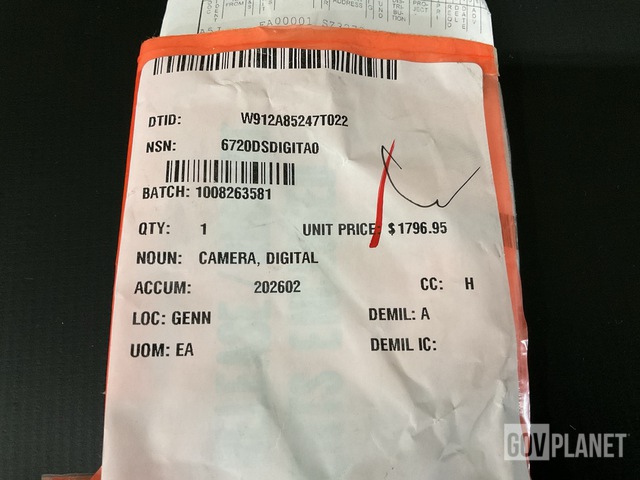 EA00001
DTID: W912A85247T022
NSN: 6720DSDIGITA0
BATCH: 1008263581
QTY: 1 UNIT PRICE: $1796.95
NOUN: CAMERA, DIGITAL
ACCUM: 202602 CC: H
LOC: GENN DEMIL: A
UOM: EA DEMIL IC:
GOVPLANET